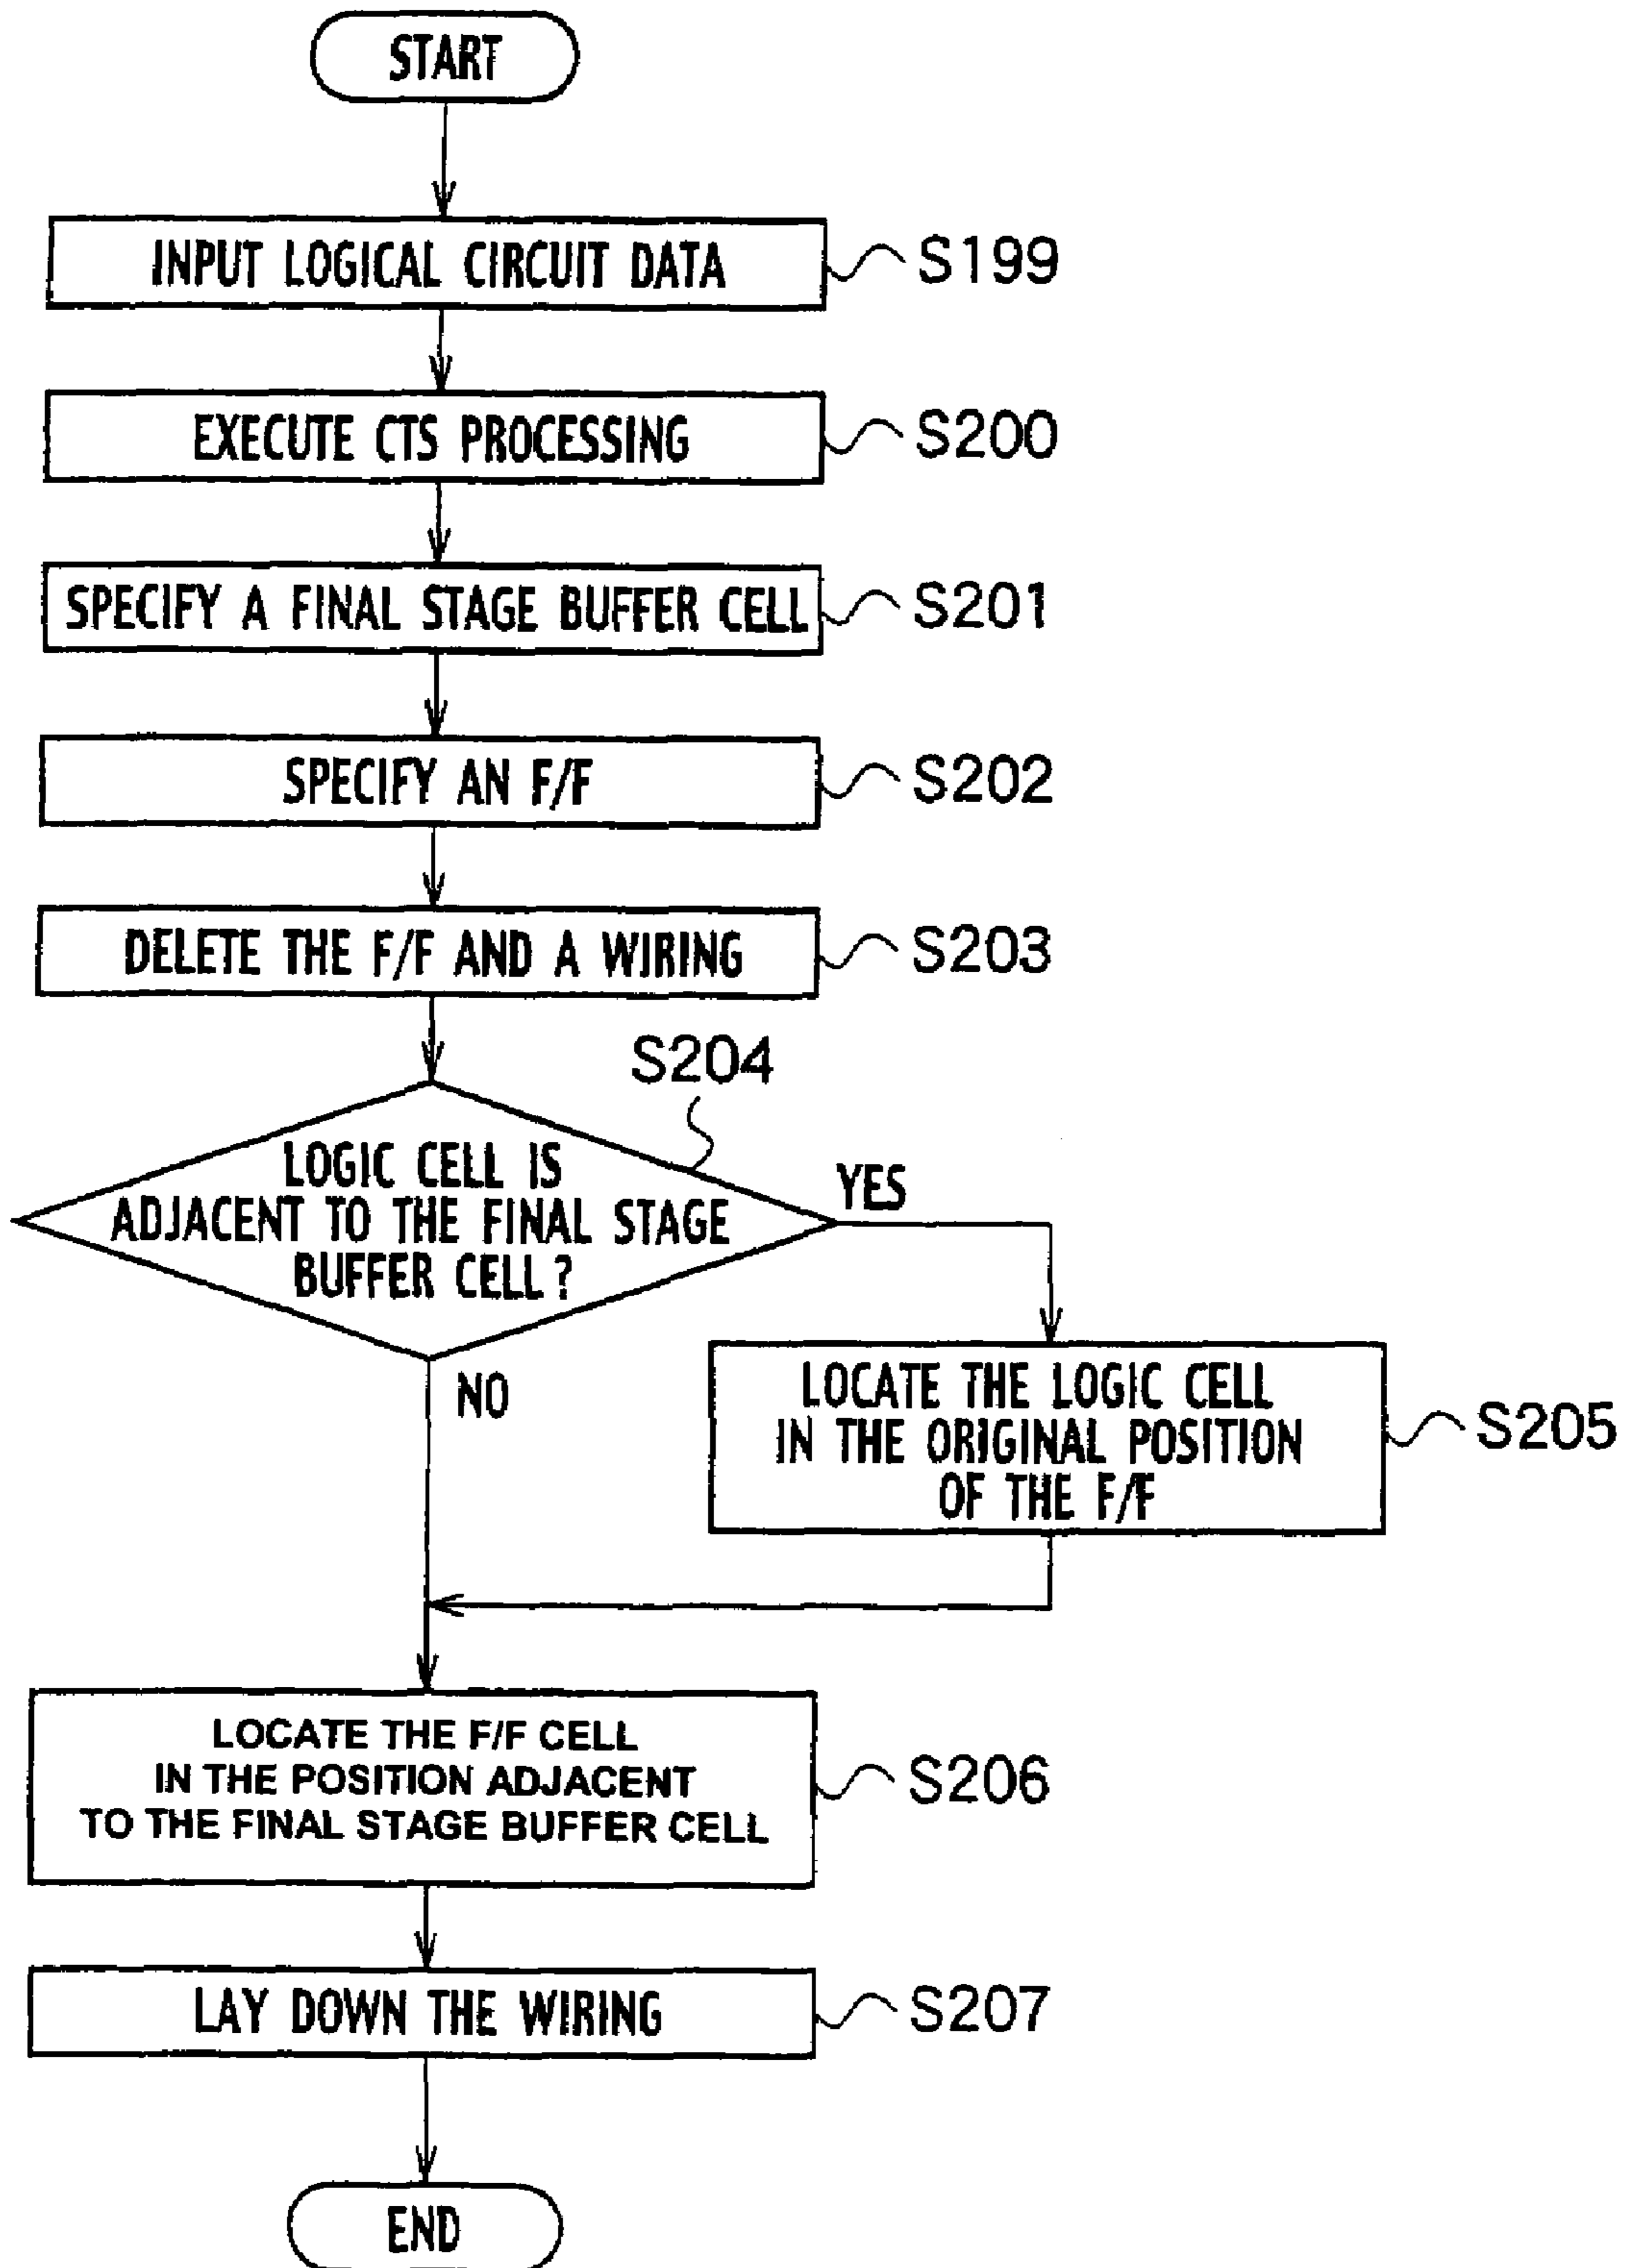 START
INPUT LOGICAL CIRCUIT DATA
S199
EXECUTE CTS PROCESSING
S200
SPECIFY A FINAL STAGE BUFFER CELL
S201
SPECIFY AN F/F
S202
DELETE THE F/F AND A WIRING
S203
S204
LOGIC CELL IS
ADJACENT TO THE FINAL STAGE
BUFFER CELL?
YES
NO
LOCATE THE LOGIC CELL
IN THE ORIGINAL POSITION
OF THE F/F
S205
LOCATE THE F/F CELL
IN THE POSITION ADJACENT
TO THE FINAL STAGE BUFFER CELL
S206
LAY DOWN THE WIRING
S207
END